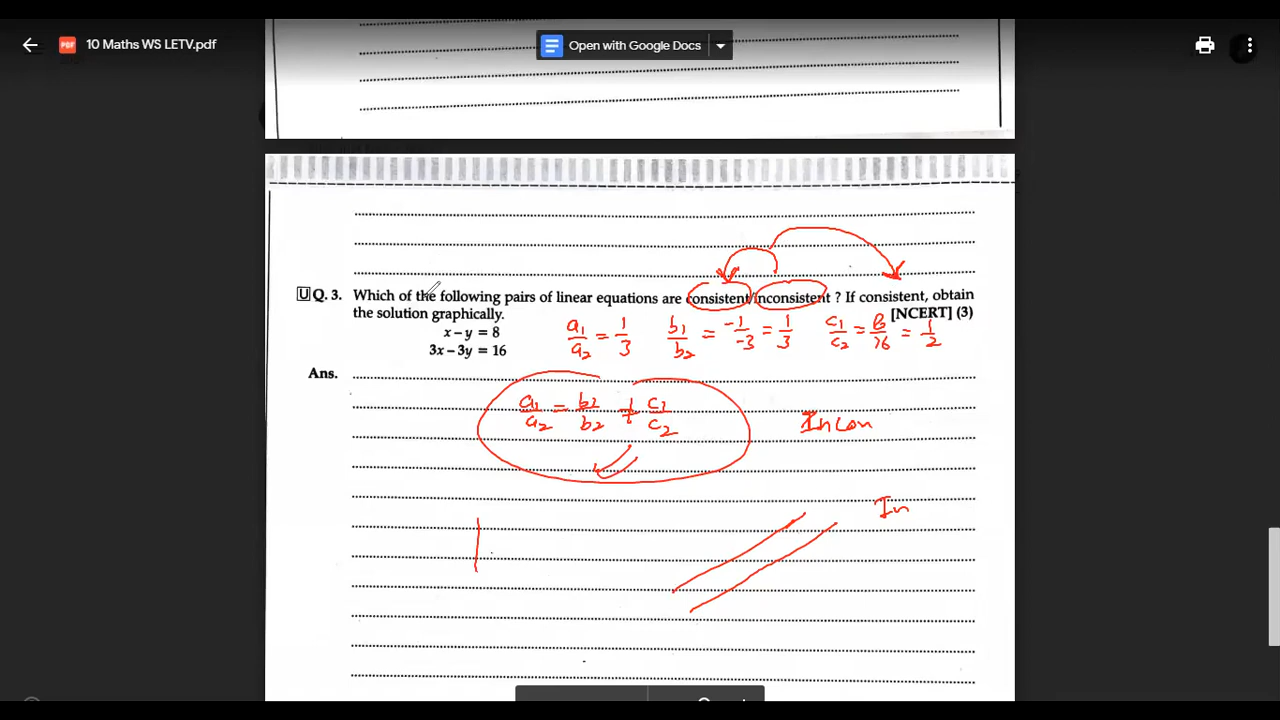 10 Maths WS LETV.pdf
Open with Google Docs
U Q. 3. Which of the following pairs of linear equations are consistent/inconsistent ? If consistent, obtain
the solution graphically. [NCERT] (3)
x – y = 8
3x – 3y = 16
a1/a2 = 1/3 b1/b2 = -1/-3 = 1/3 c1/c2 = 8/16 = 1/2
Ans.
a1/a2 = b1/b2 ≠ c1/c2
Incon
In